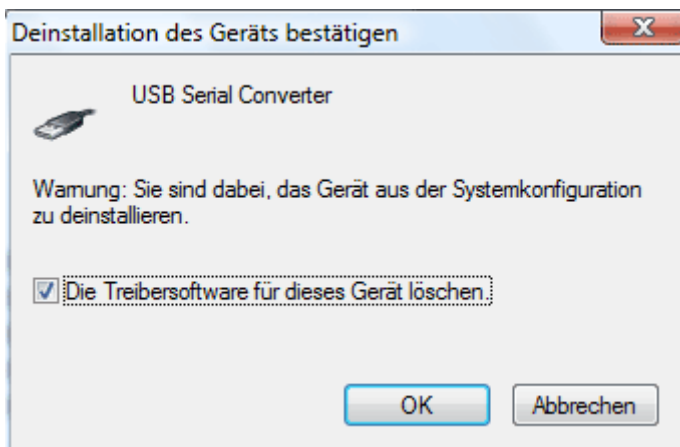 Deinstallation des Geräts bestätigen
USB Serial Converter
Warnung: Sie sind dabei, das Gerät aus der Systemkonfiguration
zu deinstallieren.
Die Treibersoftware für dieses Gerät löschen.
OK
Abbrechen